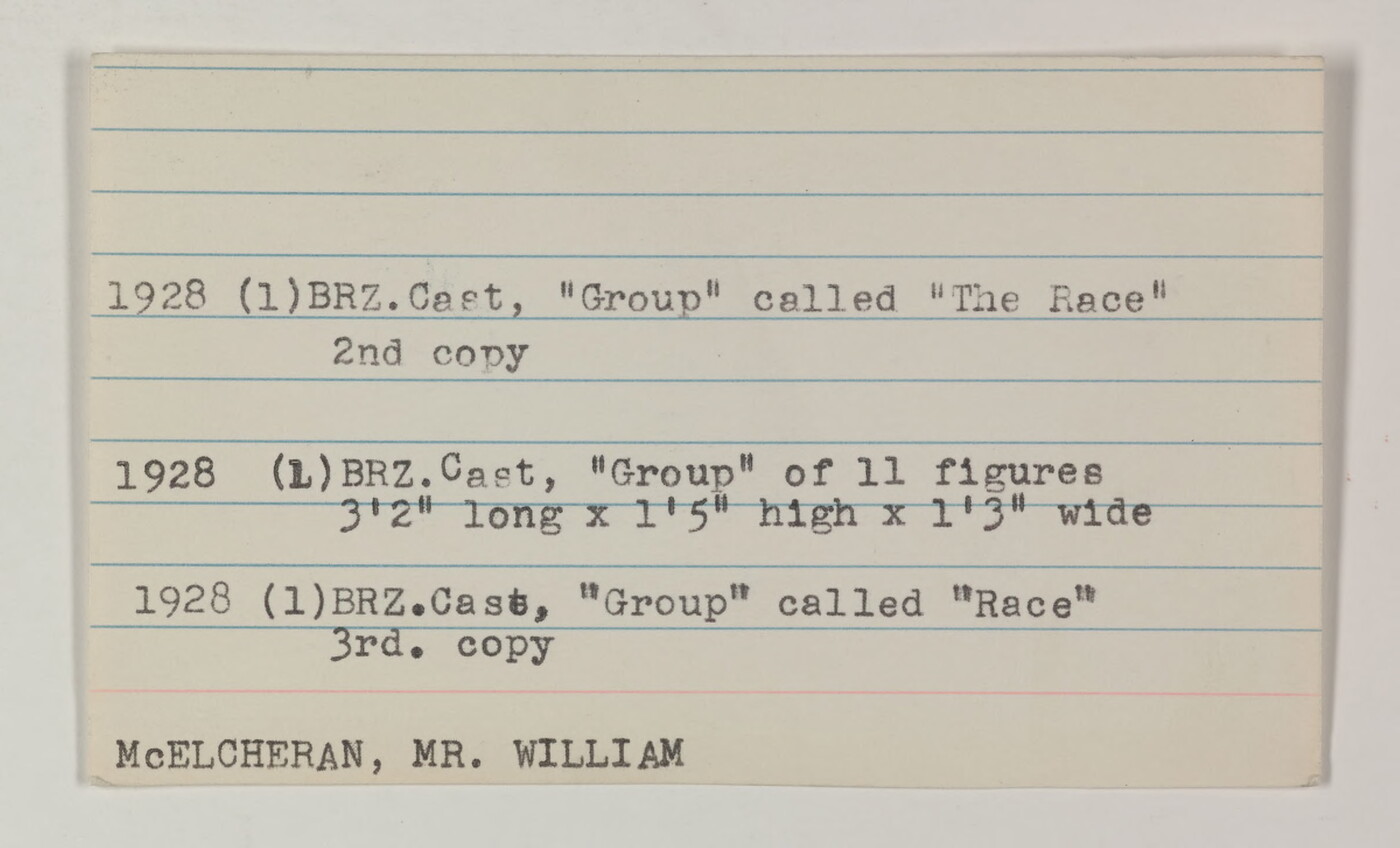 1928 (1)BRZ.Cast, "Group" called "The Race"
2nd copy
1928 (1)BRZ.Cast, "Group" of 11 figures
3'2" long x 1'5" high x 1'3" wide
1928 (1)BRZ.Cast, "Group" called "Race"
3rd. copy
McELCHERAN, MR. WILLIAM